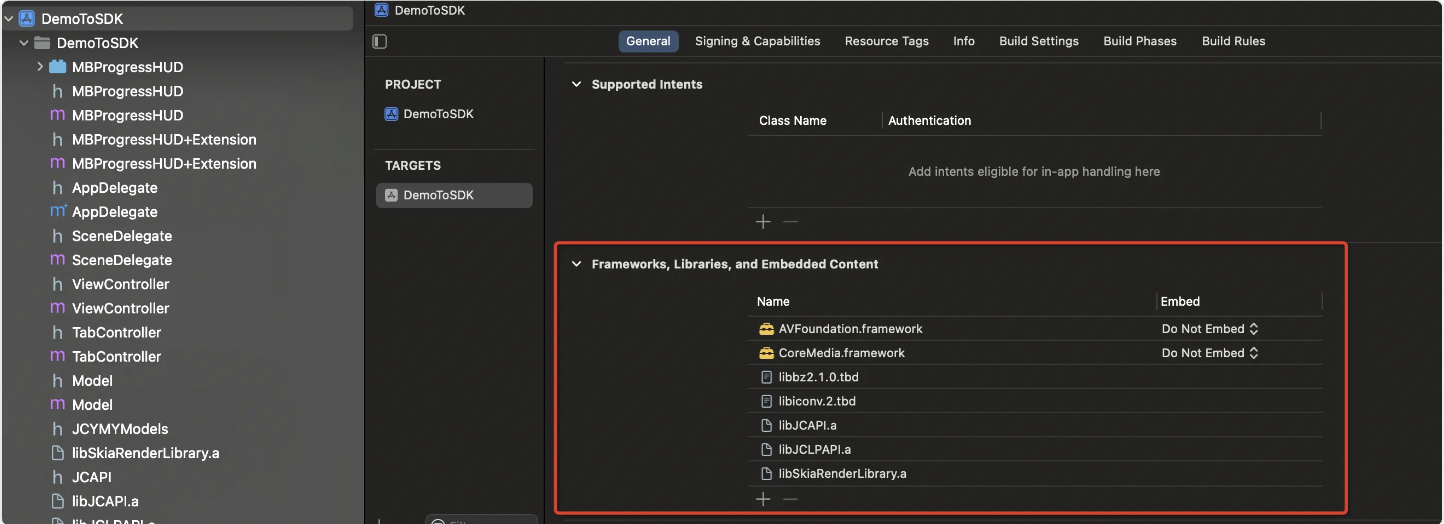 DemoToSDK
DemoToSDK
MBProgressHUD
h MBProgressHUD
m MBProgressHUD
h MBProgressHUD+Extension
m MBProgressHUD+Extension
h AppDelegate
m+ AppDelegate
h SceneDelegate
m SceneDelegate
h ViewController
m ViewController
h TabController
m TabController
h Model
m Model
h JCYMYModels
libSkiaRenderLibrary.a
h JCAPI
libJCAPI.a
libJCLPAPI.a
DemoToSDK
General Signing & Capabilities Resource Tags Info Build Settings Build Phases Build Rules
PROJECT
DemoToSDK
TARGETS
DemoToSDK
Supported Intents
Class Name Authentication
Add intents eligible for in-app handling here
Frameworks, Libraries, and Embedded Content
Name Embed
AVFoundation.framework Do Not Embed
CoreMedia.framework Do Not Embed
libbz2.1.0.tbd
libiconv.2.tbd
libJCAPI.a
libJCLPAPI.a
libSkiaRenderLibrary.a